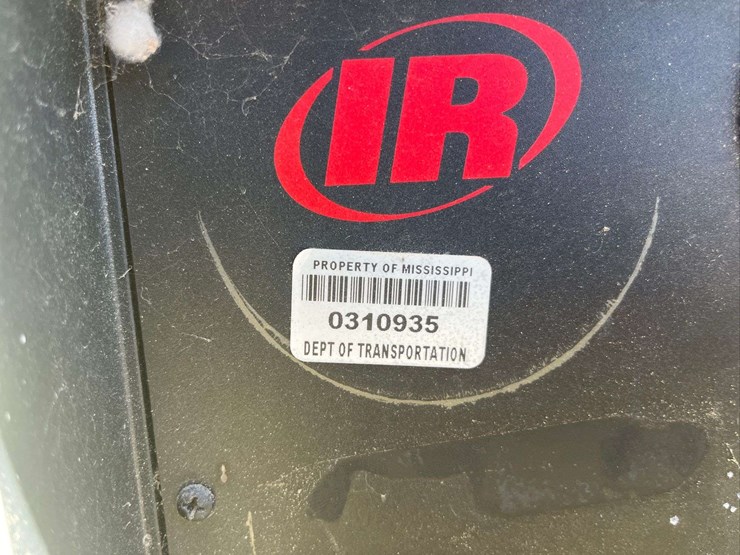 IR
PROPERTY OF MISSISSIPPI
0310935
DEPT OF TRANSPORTATION